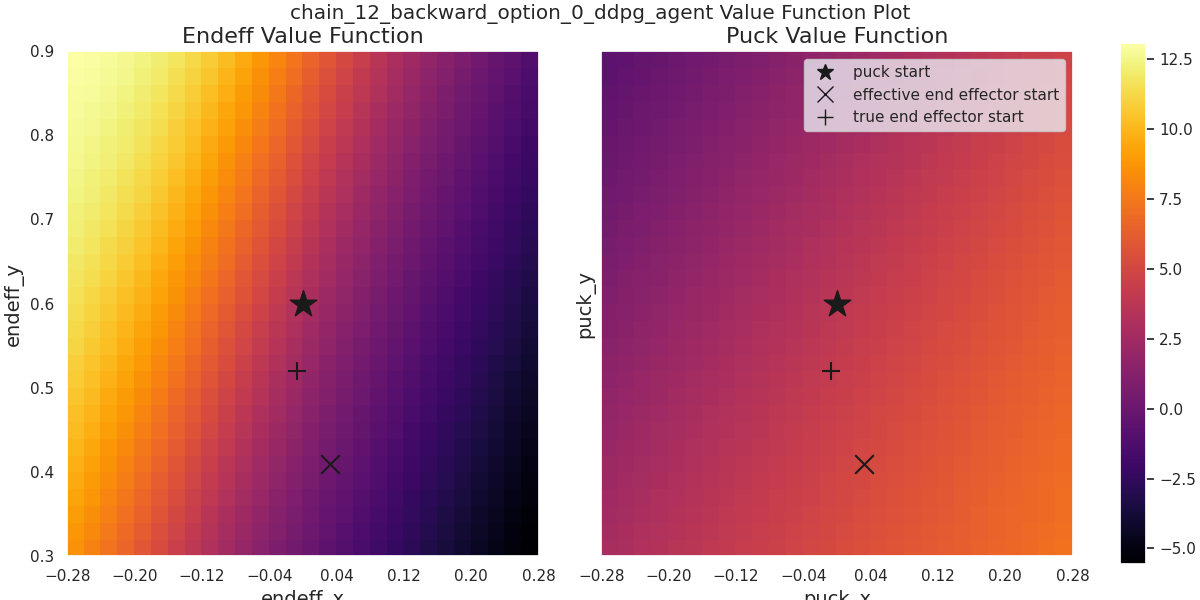 chain_12_backward_option_0_ddpg_agent Value Function Plot
Endeff Value Function
Puck Value Function
puck start
effective end effector start
true end effector start
endeff_y
0.9
0.8
0.7
0.6
0.5
0.4
0.3
−0.28 −0.20 −0.12 −0.04 0.04 0.12 0.20 0.28
endeff_x
puck_y
−0.28 −0.20 −0.12 −0.04 0.04 0.12 0.20 0.28
puck_x
12.5
10.0
7.5
5.0
2.5
0.0
−2.5
−5.0